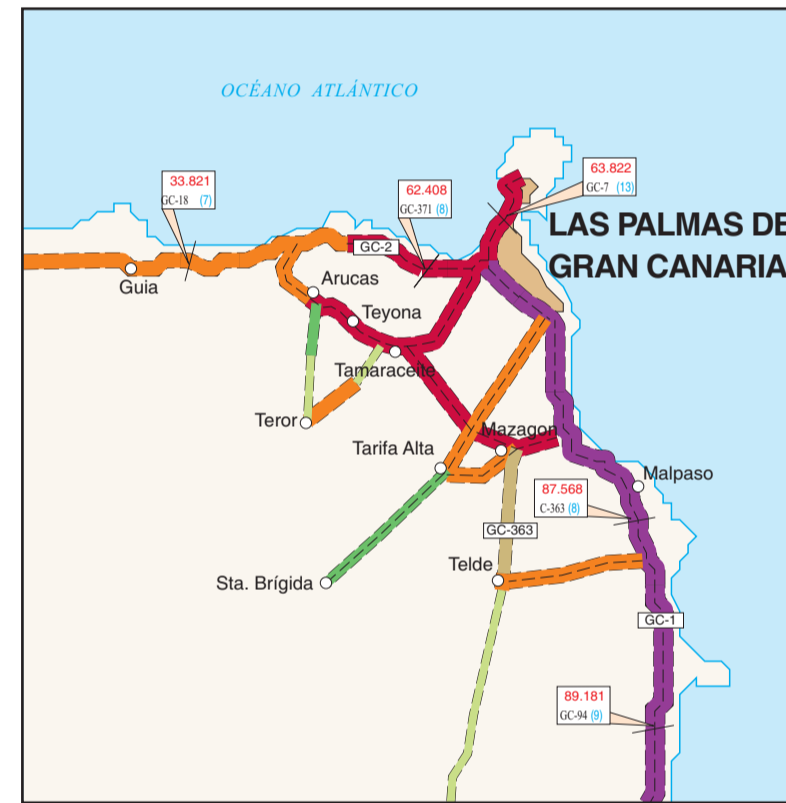 OCÉANO ATLÁNTICO
33.821
GC-18 (7)
62.408
GC-371 (8)
63.822
GC-7 (13)
LAS PALMAS DE
GRAN CANARIA
GC-2
Guia
Arucas
Teyona
Tamaraceite
Teror
Tarifa Alta
Mazagon
Malpaso
87.568
C-363 (8)
GC-363
Telde
Sta. Brígida
GC-1
89.181
GC-94 (9)